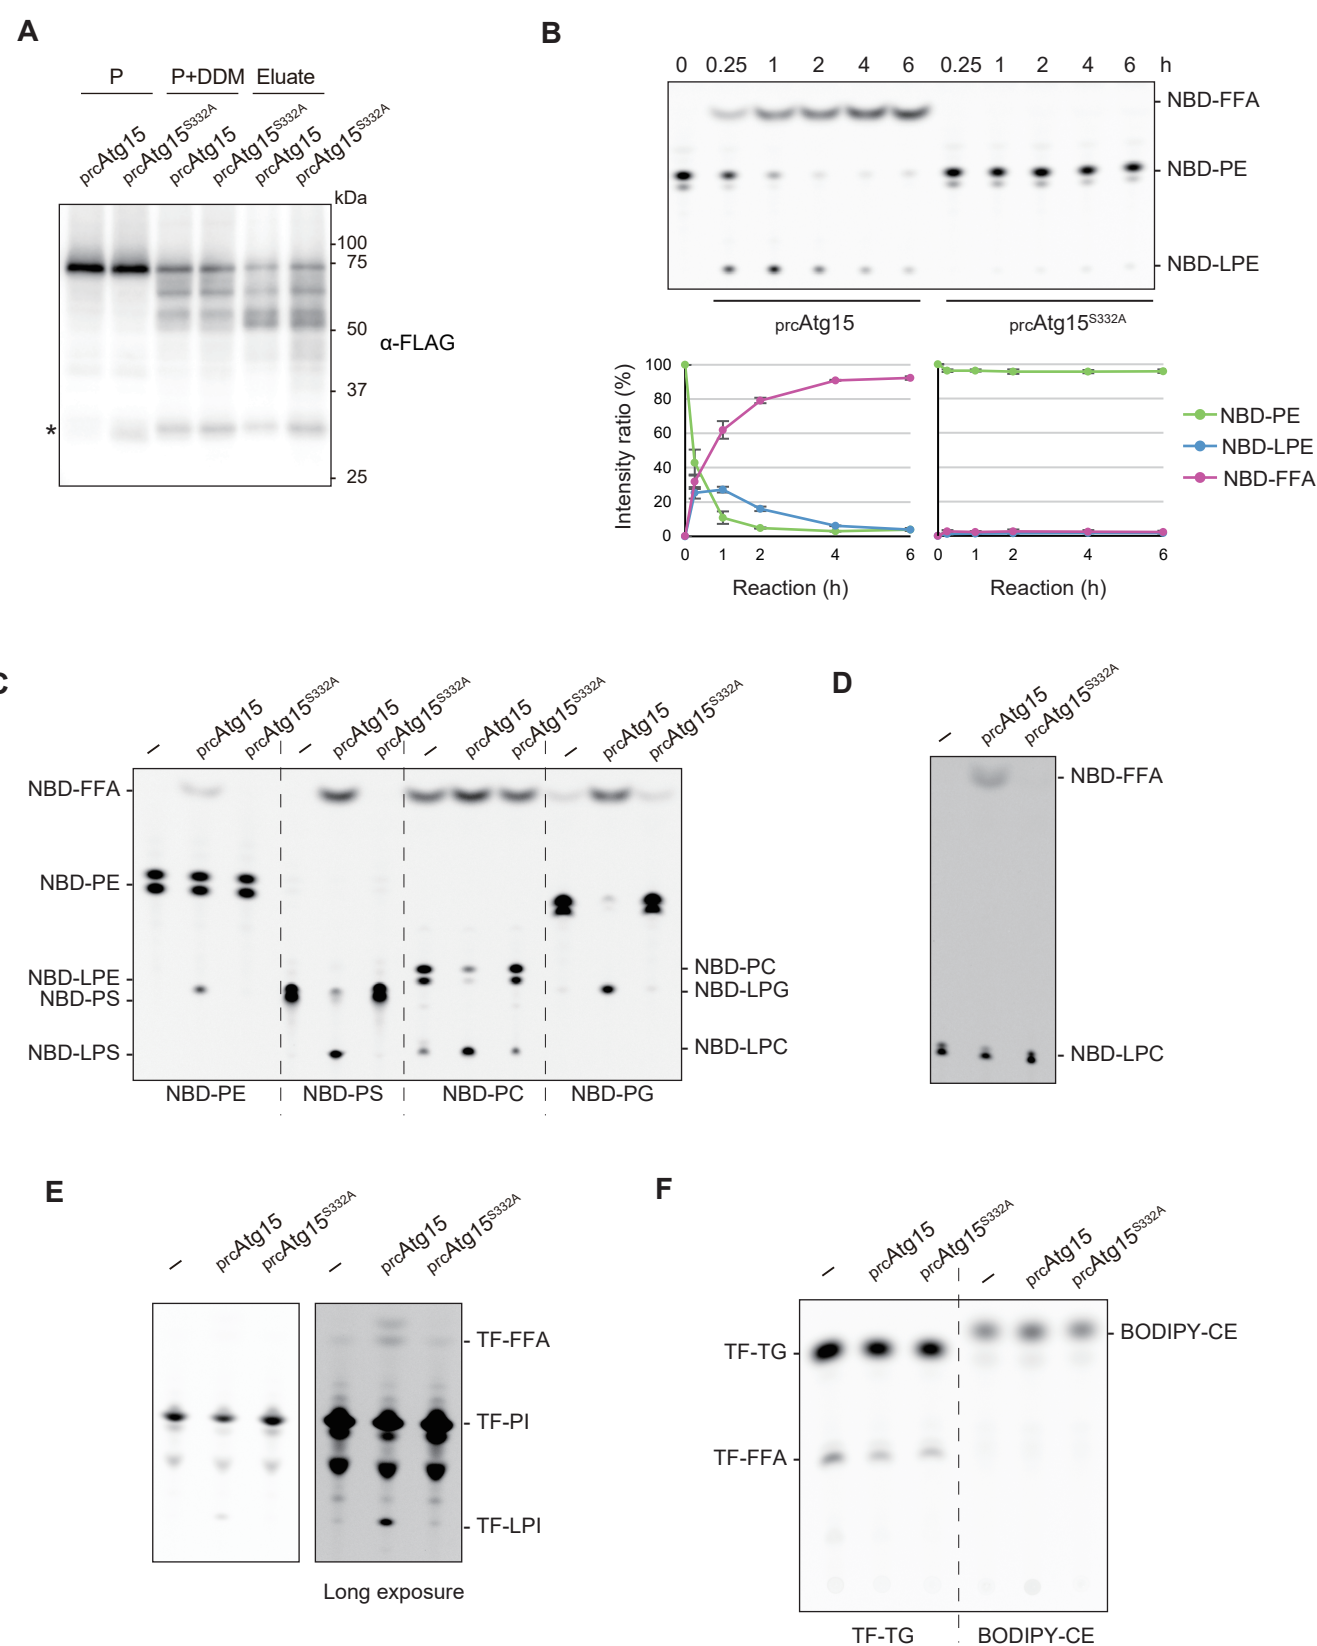 A
P P+DDM Eluate
prcAtg15 prcAtg15S332A prcAtg15 prcAtg15S332A prcAtg15 prcAtg15S332A
kDa
100
75
50
37
25
α-FLAG
*
B
0 0.25 1 2 4 6 0.25 1 2 4 6 h
NBD-FFA
NBD-PE
NBD-LPE
prcAtg15 prcAtg15S332A
Intensity ratio (%)
100
80
60
40
20
0
0 1 2 4 6 0 1 2 4 6
Reaction (h) Reaction (h)
NBD-PE
NBD-LPE
NBD-FFA
C
– prcAtg15 prcAtg15S332A – prcAtg15 prcAtg15S332A – prcAtg15 prcAtg15S332A – prcAtg15 prcAtg15S332A
NBD-FFA
NBD-PE
NBD-LPE
NBD-PS
NBD-LPS
NBD-PC
NBD-LPG
NBD-LPC
NBD-PE NBD-PS NBD-PC NBD-PG
D
– prcAtg15 prcAtg15S332A
NBD-FFA
NBD-LPC
E
– prcAtg15 prcAtg15S332A – prcAtg15 prcAtg15S332A
TF-FFA
TF-PI
TF-LPI
Long exposure
F
– prcAtg15 prcAtg15S332A – prcAtg15 prcAtg15S332A
TF-TG
TF-FFA
BODIPY-CE
TF-TG BODIPY-CE